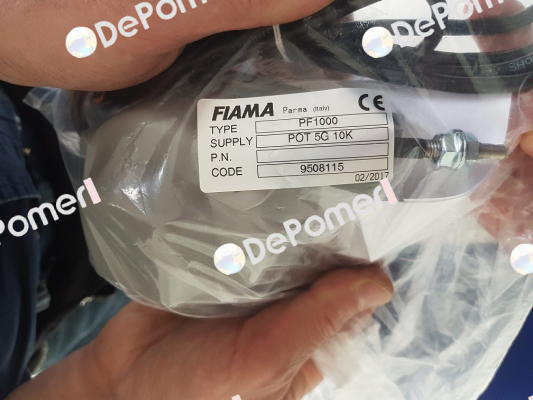 DePomeri
DePomeri
FIAMA Parma (Italy) CE
TYPE PF1000
SUPPLY POT 5G 10K
P.N.
CODE 9508115
02/2017
DePomeri
DePomeri